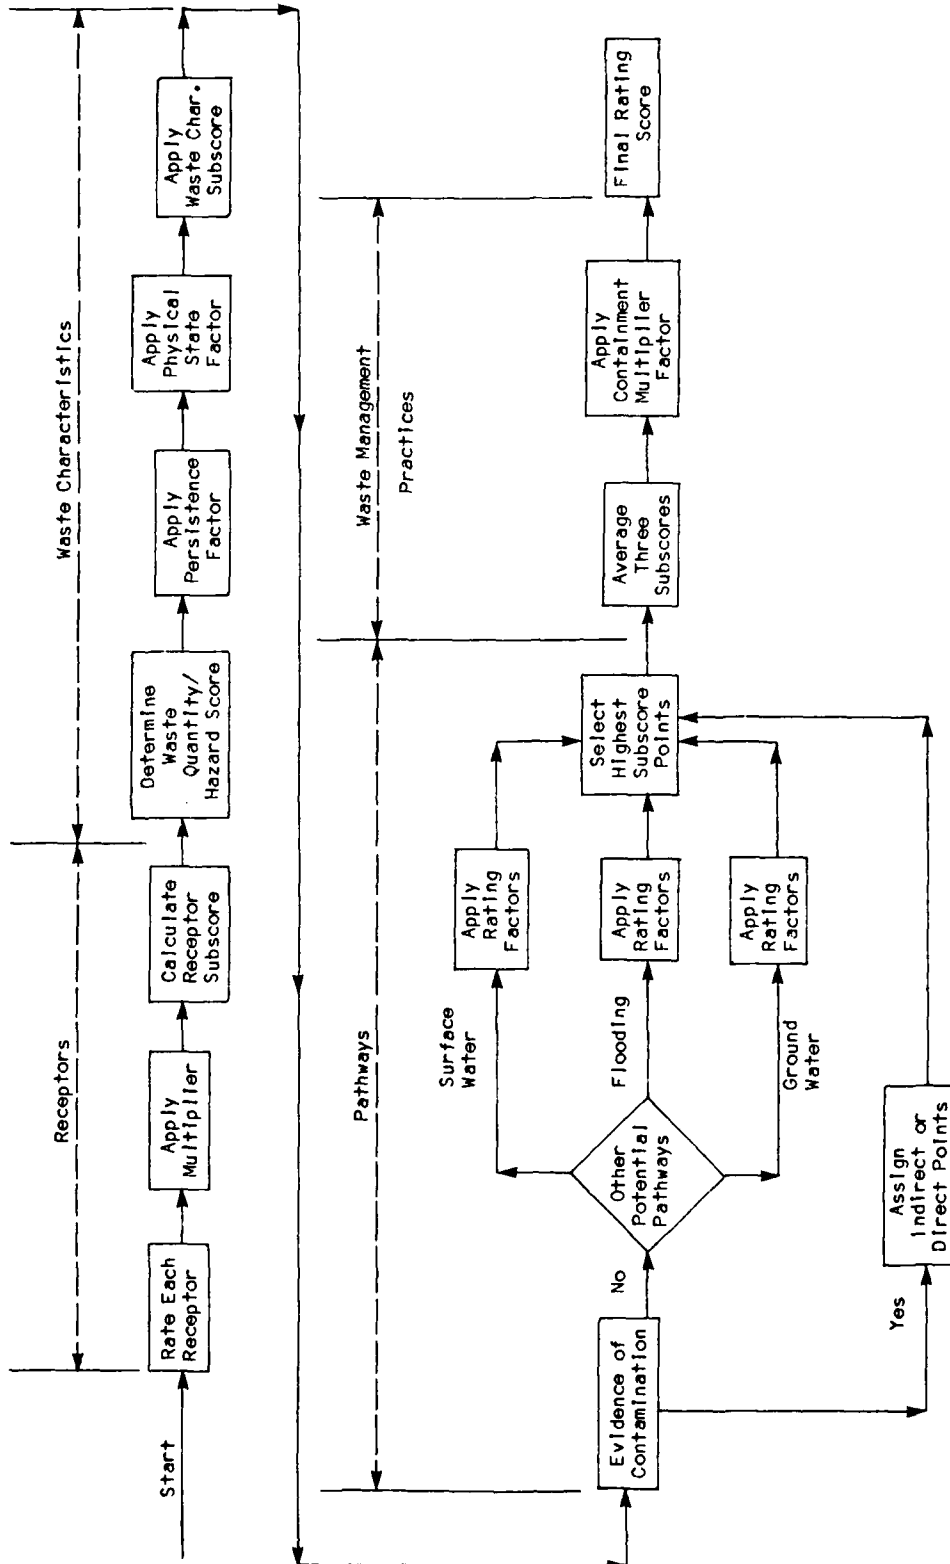 Receptors
Waste Characteristics
Start
Rate Each
Receptor
Apply
Multiplier
Calculate
Receptor
Subscore
Determine
Waste
Quantity/
Hazard Score
Apply
Persistence
Factor
Apply
Physical
State
Factor
Apply
Waste Char.
Subscore
Pathways
Waste Management
Practices
Evidence of
Contamination
No
Yes
Other
Potential
Pathways
Surface
Water
Flooding
Ground
Water
Apply
Rating
Factors
Apply
Rating
Factors
Apply
Rating
Factors
Assign
Indirect or
Direct Points
Select
Highest
Subscore
Points
Average
Three
Subscores
Apply
Containment
Multiplier
Factor
Final Rating
Score